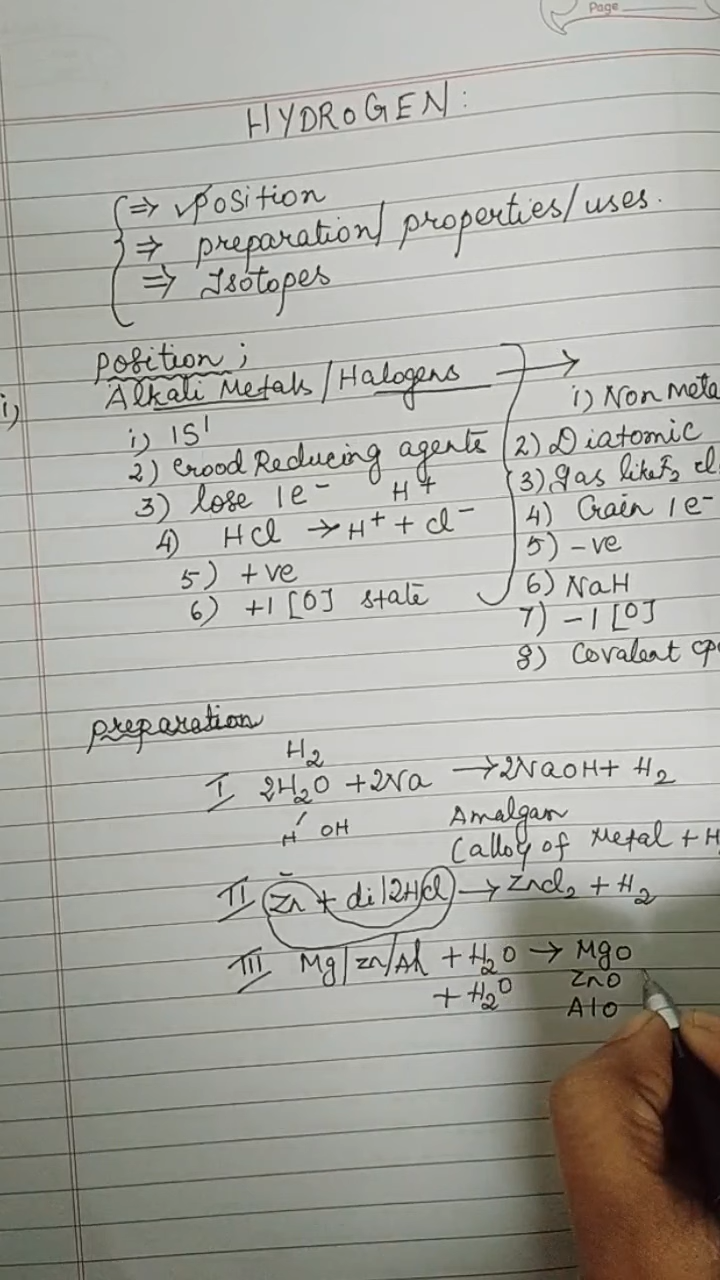 Page
HYDROGEN:
⇒ ✓Position
⇒ preparation/ properties/uses.
⇒ Isotopes
position ;
i) Alkali Metals / Halogens →
i) 1S¹
2) Good Reducing agents
3) lose 1e⁻ H⁺
4) HCl → H⁺ + Cl⁻
5) +ve
6) +1 [O] state
i) Non meta
2) Diatomic
3) gas like F₂ cl
4) Gain 1e⁻
5) -ve
6) NaH
7) -1 [O]
8) Covalent cp
preparation
H₂
I 2H₂O + 2Na → 2NaOH + H₂
H OH
Amalgam
(alloy of Metal + H
II Zn + dil 2HCl → ZnCl₂ + H₂
III Mg/Zn/Al + H₂O → MgO
+ H₂O ZnO
AlO